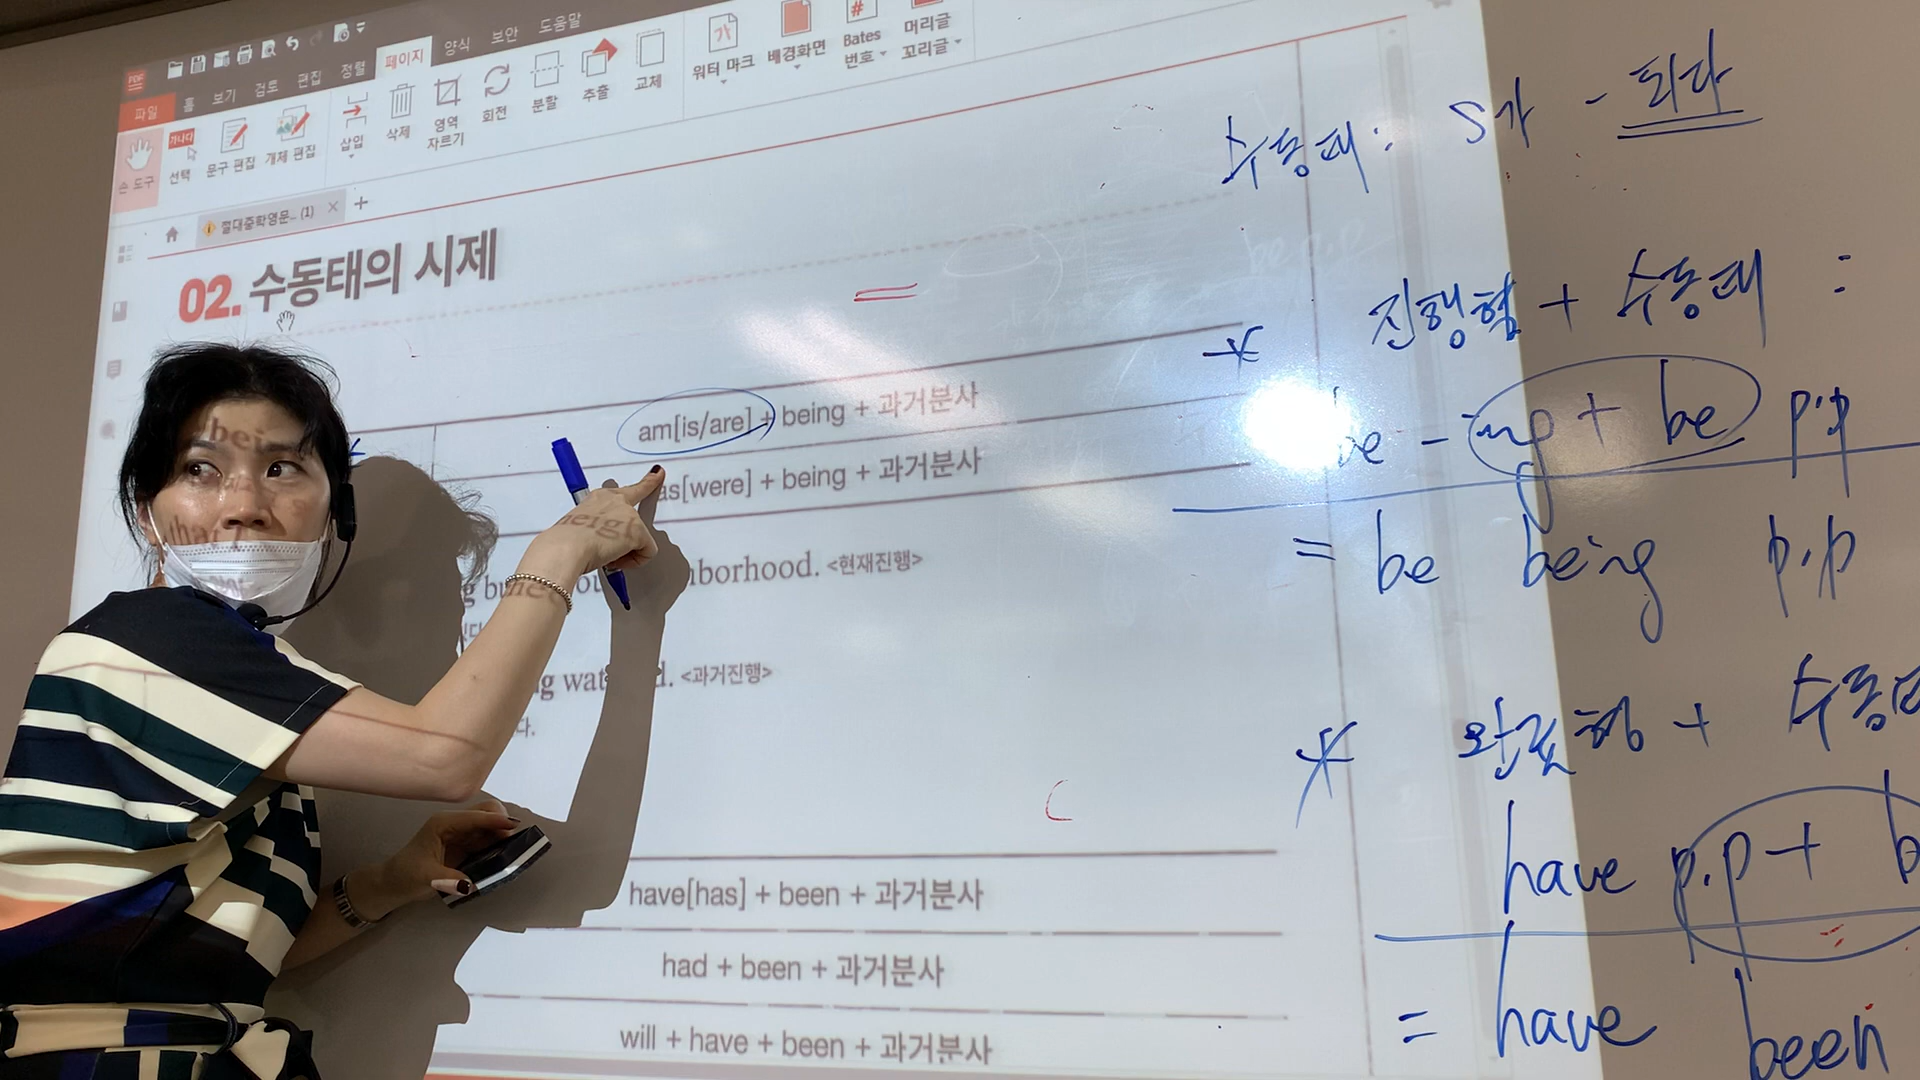 페이지 양식 보안 도움말
파일 홈 보기 검토 편집 정렬
손 도구 선택 문구 편집 개체 편집 삽입 삭제 영역 자르기 회전 분할 추출 교체 워터 마크 배경화면 Bates 번호 머리글 꼬리글
절대중학영문_ (1)
02. 수동태의 시제
am[is/are] + being + 과거분사
as[were] + being + 과거분사
borhood. <현재진행>
<과거진행>
다.
have[has] + been + 과거분사
had + been + 과거분사
will + have + been + 과거분사
수동태 : S가 - 되다
* 진행형 + 수동태 :
be -ing + be p.p
= be being p.p
* 완료형 + 수동
have p.p + b
= have been